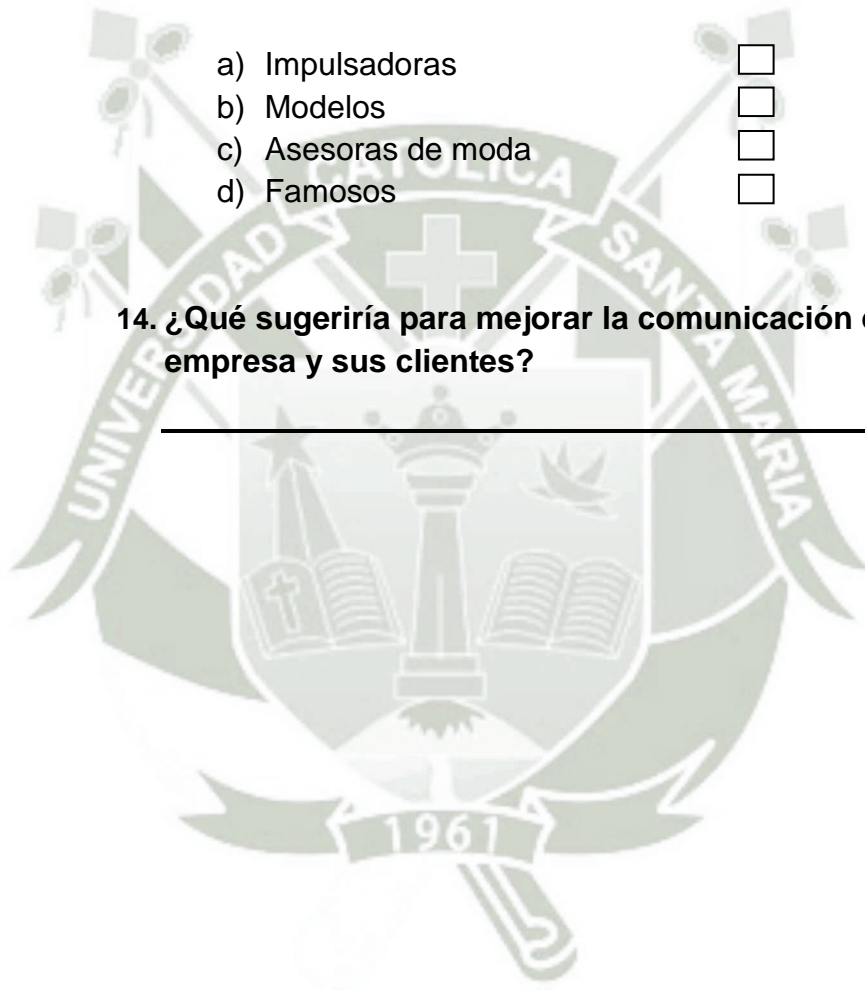 a) Impulsadoras
b) Modelos
c) Asesoras de moda
d) Famosos
14. ¿Qué sugeriría para mejorar la comunicación
empresa y sus clientes?
UNIVERSIDAD CATOLICA SANTA MARIA
1961